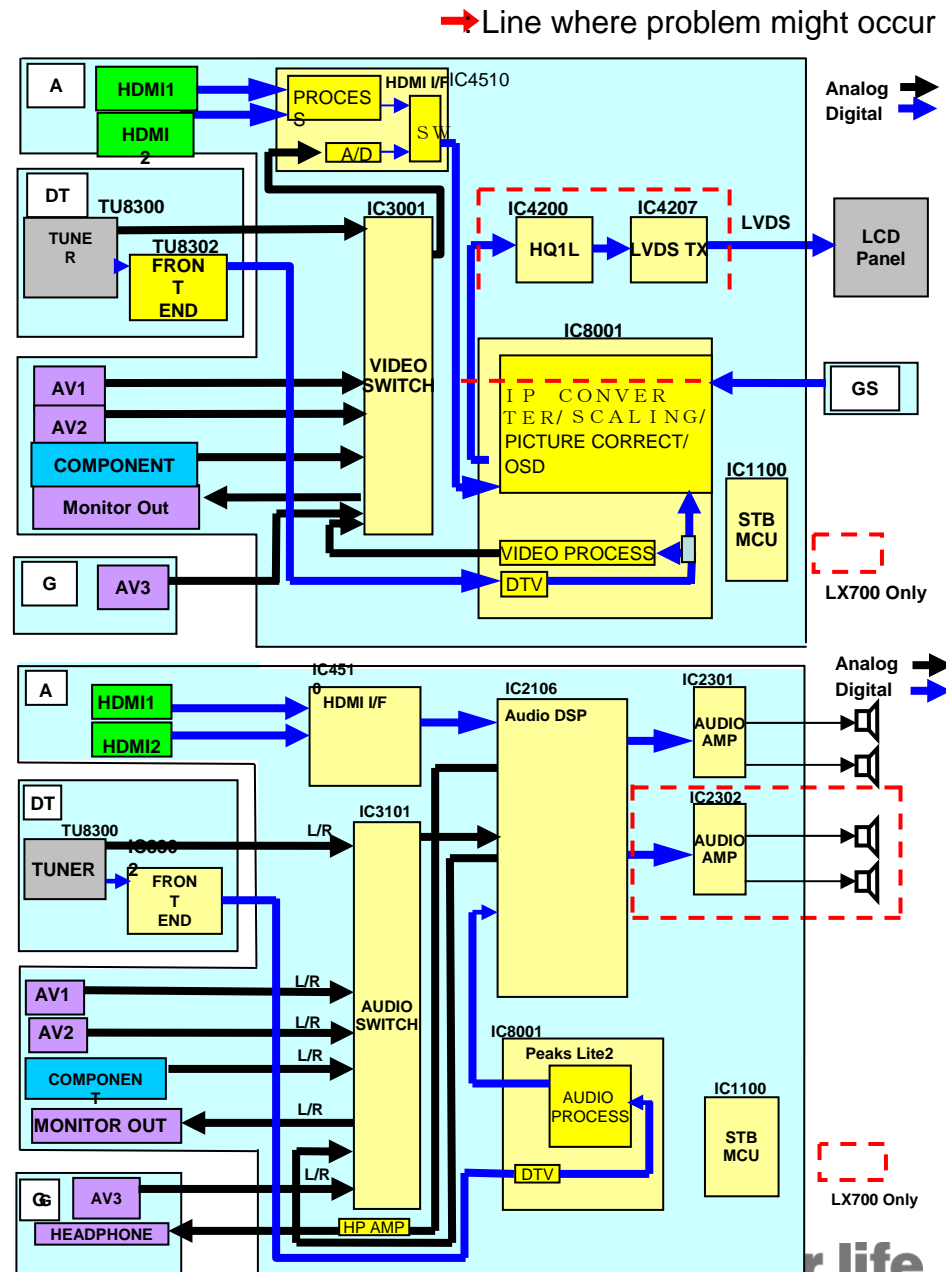 : Line where problem might occur
A
HDMI1
HDMI
2
PROCES
S
HDMI I/F
IC4510
SW
A/D
Analog
Digital
DT
TU8300
TUNE
R
TU8302
FRON
T
END
IC3001
VIDEO
SWITCH
IC4200
HQ1L
IC4207
LVDS TX
LVDS
LCD
Panel
IC8001
IP CONVER
TER/SCALING/
PICTURE CORRECT/
OSD
GS
AV1
AV2
COMPONENT
Monitor Out
IC1100
STB
MCU
VIDEO PROCESS
DTV
LX700 Only
G
AV3
A
HDMI1
HDMI2
IC451
0
HDMI I/F
IC2106
Audio DSP
IC2301
AUDIO
AMP
Analog
Digital
DT
TU8300
TUNER
2
FRON
T
END
L/R
IC3101
AUDIO
SWITCH
IC2302
AUDIO
AMP
AV1
L/R
AV2
L/R
COMPONEN
T
L/R
MONITOR OUT
L/R
IC8001
Peaks Lite2
AUDIO
PROCESS
DTV
IC1100
STB
MCU
LX700 Only
AV3
L/R
HEADPHONE
HP AMP
r life